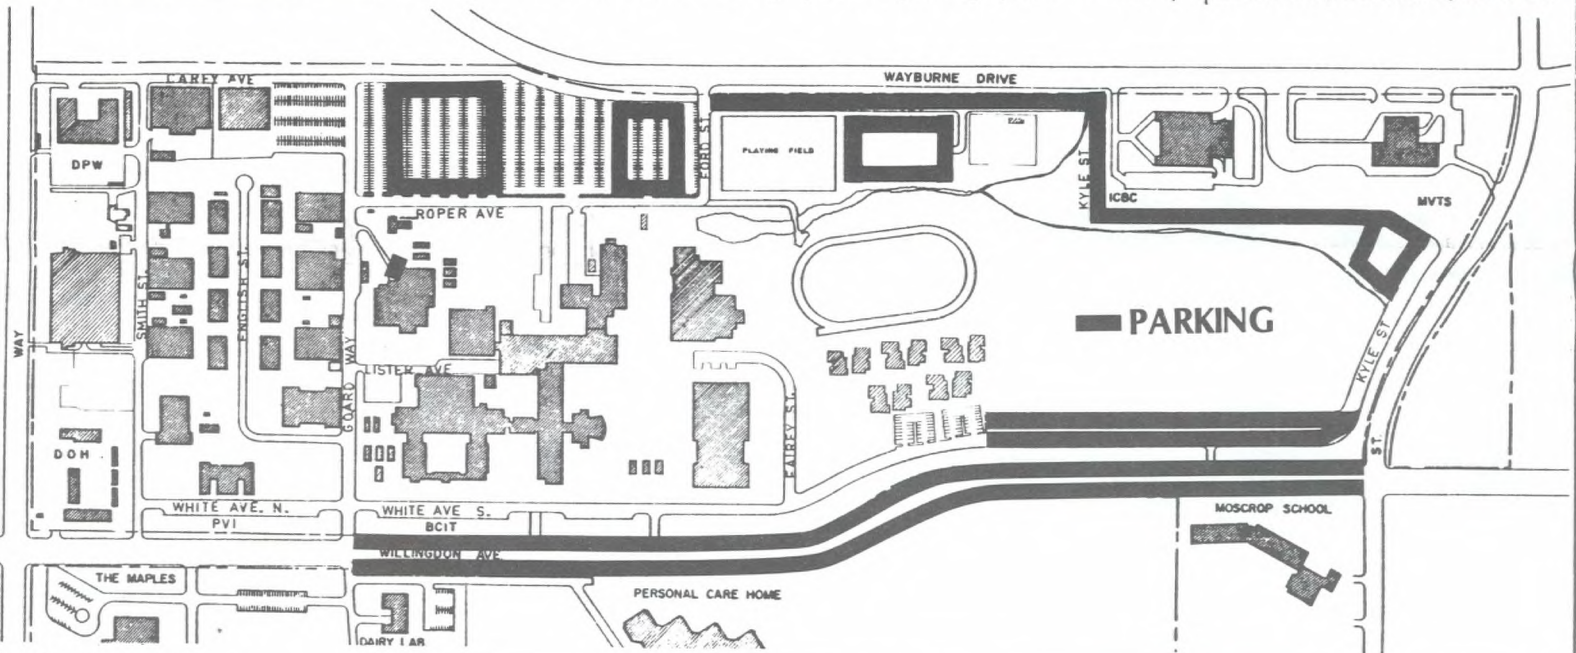 CAREY AVE
WAYBURNE DRIVE
DPW
FORD ST.
PLAYING FIELD
KYLE ST.
ICBC
MVTS
ROPER AVE
SMITH ST.
ENGLISH ST.
WAY
GOARD WAY
LISTER AVE
PARKING
KYLE ST
FAIREY ST.
ST.
DOH
WHITE AVE. N.
PVI
WHITE AVE S.
BCIT
WILLINGDON AVE
MOSCROP SCHOOL
THE MAPLES
PERSONAL CARE HOME
DAIRY LAB